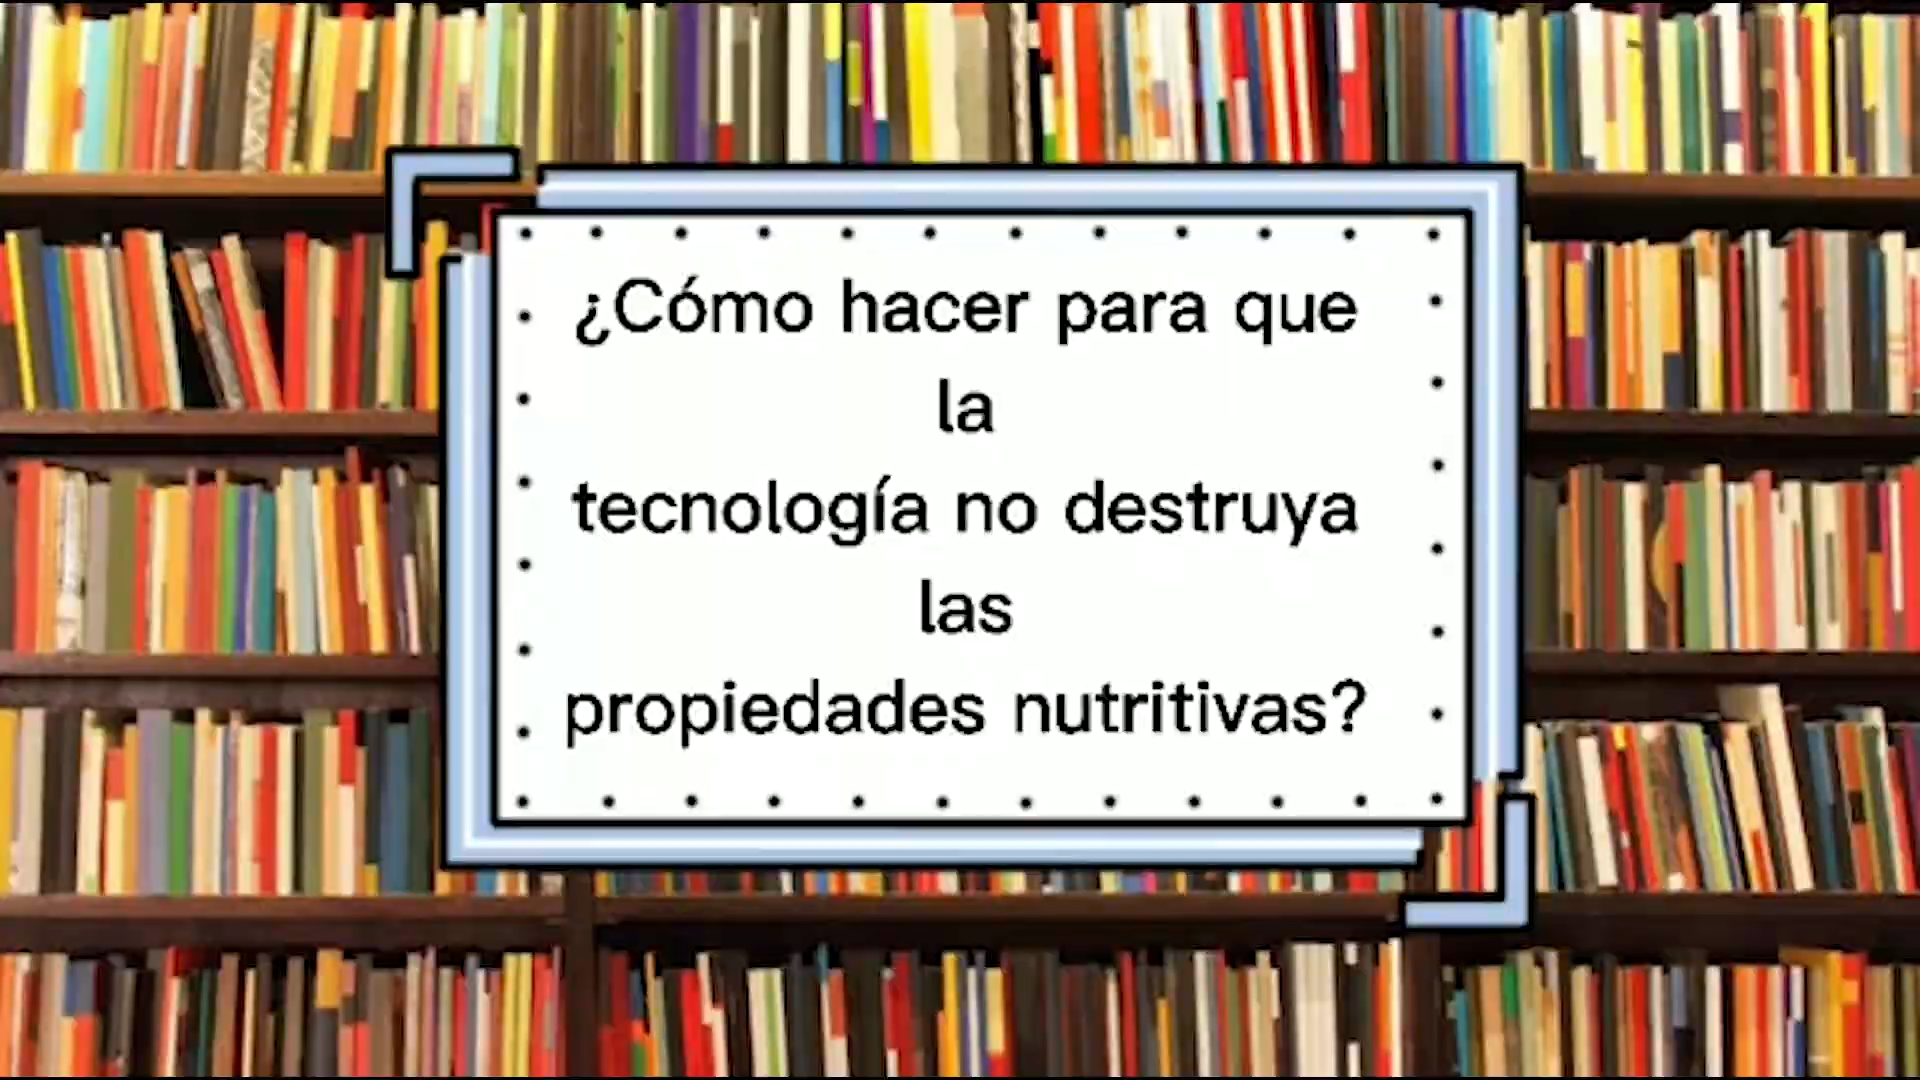 ¿Cómo hacer para que
la
tecnología no destruya
las
propiedades nutritivas?